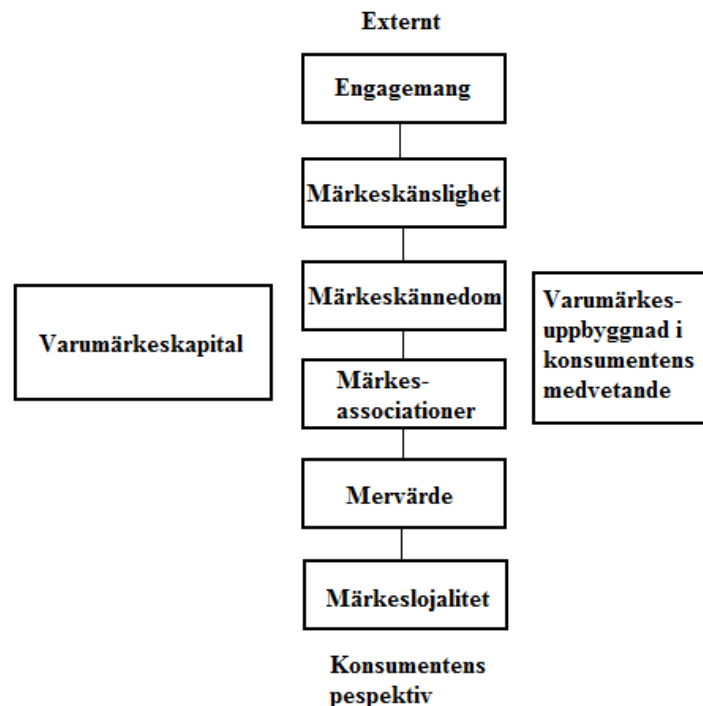 Externt
Engagemang
Märkeskänslighet
Märkeskännedom
Varumärkeskapital
Varumärkes-
uppbyggnad i
konsumentens
medvetande
Märkes-
associationer
Mervärde
Märkeslojalitet
Konsumentens
pespektiv